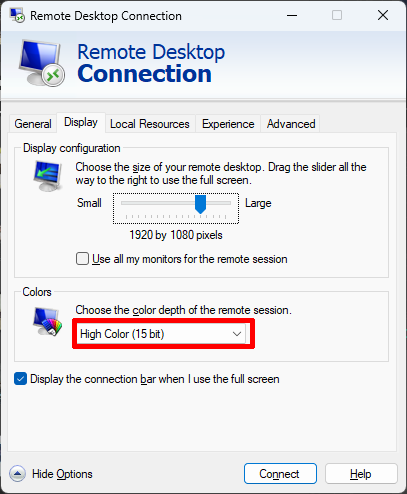 Remote Desktop Connection
Remote Desktop
Connection
General Display Local Resources Experience Advanced
Display configuration
Choose the size of your remote desktop. Drag the slider all the
way to the right to use the full screen.
Small Large
1920 by 1080 pixels
Use all my monitors for the remote session
Colors
Choose the color depth of the remote session.
High Color (15 bit)
Display the connection bar when I use the full screen
Hide Options Connect Help